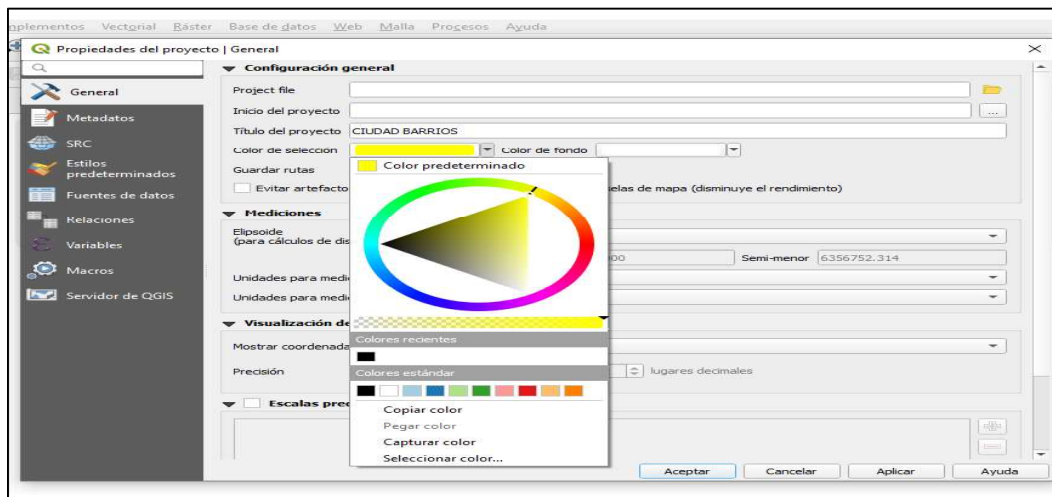 nplementos Vectorial Ráster Base de datos Web Malla Procesos Ayuda
Propiedades del proyecto | General
General
Metadatos
SRC
Estilos
predeterminados
Fuentes de datos
Relaciones
Variables
Macros
Servidor de QGIS
Configuración general
Project file
Inicio del proyecto
...
Título del proyecto CIUDAD BARRIOS
Color de selección
Color de fondo
Guardar rutas
Evitar artefacto
elas de mapa (disminuye el rendimiento)
Mediciones
Elipsoide
(para cálculos de dis
000 Semi-menor 6356752.314
Unidades para medi
Unidades para medi
Visualización de
Mostrar coordenada
Precisión
lugares decimales
Escalas pred
Color predeterminado
Colores recientes
Colores estándar
Copiar color
Pegar color
Capturar color
Seleccionar color...
Aceptar Cancelar Aplicar Ayuda